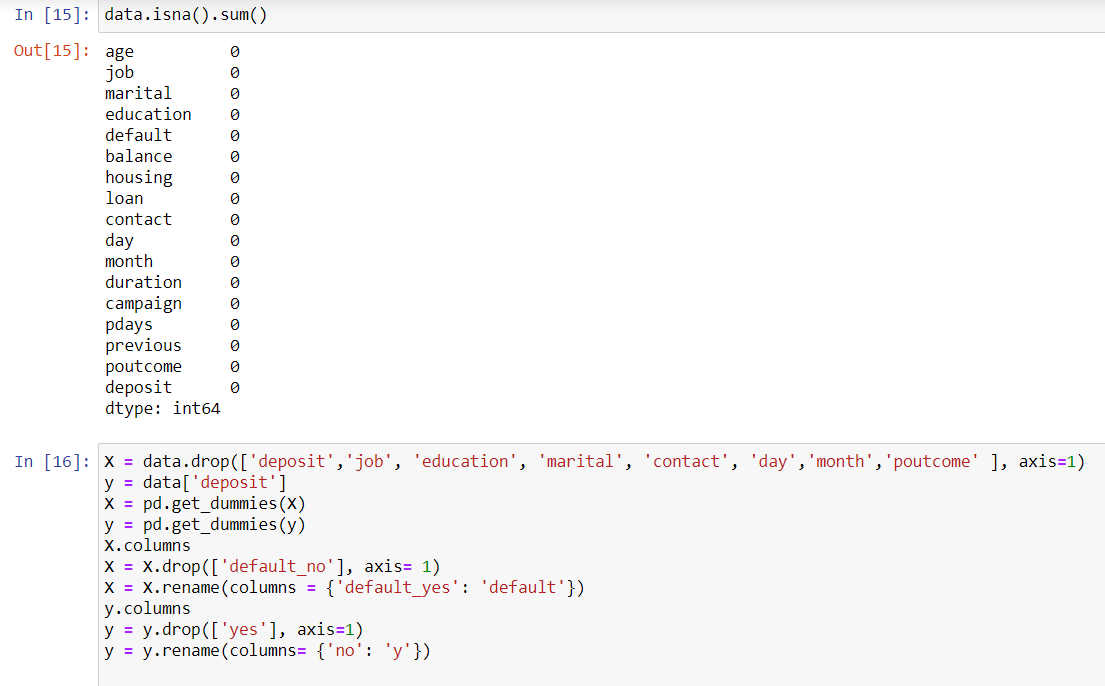 In [15]: data.isna().sum()
Out[15]: age 0
job 0
marital 0
education 0
default 0
balance 0
housing 0
loan 0
contact 0
day 0
month 0
duration 0
campaign 0
pdays 0
previous 0
poutcome 0
deposit 0
dtype: int64
In [16]: X = data.drop(['deposit','job', 'education', 'marital', 'contact', 'day','month','poutcome' ], axis=1)
y = data['deposit']
X = pd.get_dummies(X)
y = pd.get_dummies(y)
X.columns
X = X.drop(['default_no'], axis= 1)
X = X.rename(columns = {'default_yes': 'default'})
y.columns
y = y.drop(['yes'], axis=1)
y = y.rename(columns= {'no': 'y'})